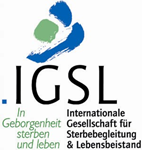 .IGSL
In
Geborgenheit
sterben
und leben
Internationale
Gesellschaft für
Sterbebegleitung
& Lebensbeistand